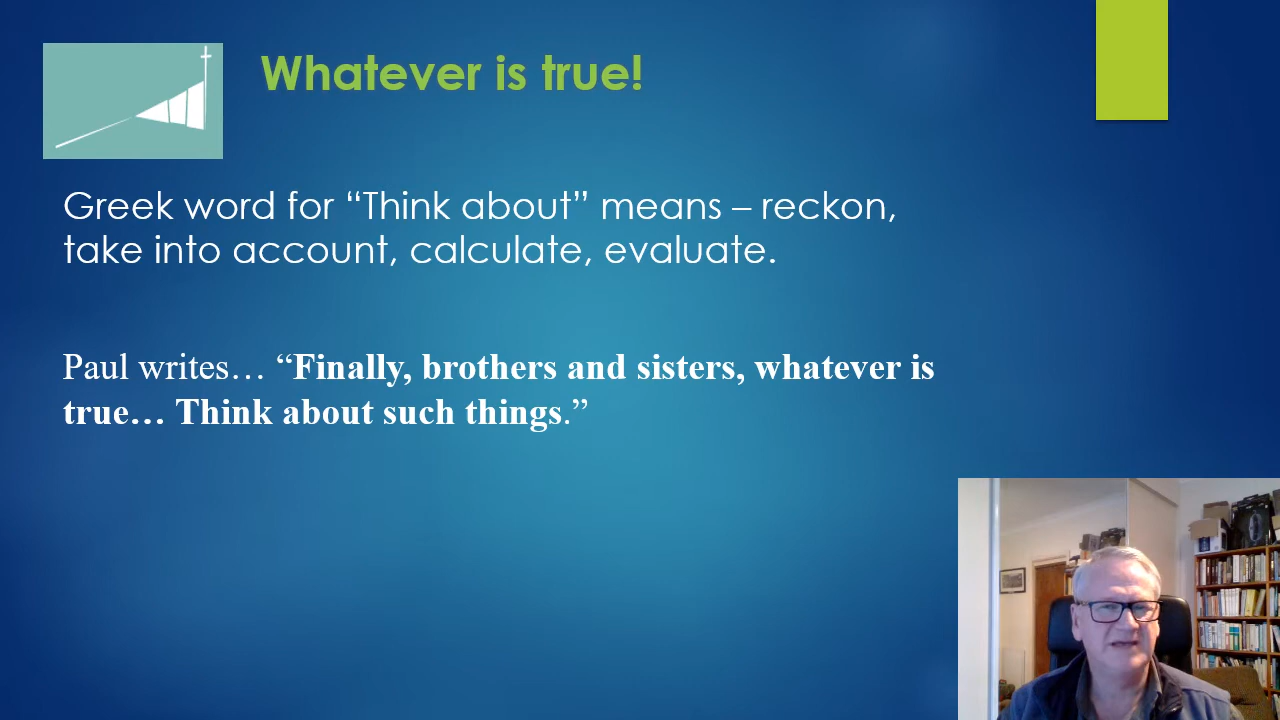 Whatever is true!
Greek word for “Think about” means – reckon,
take into account, calculate, evaluate.
Paul writes… “Finally, brothers and sisters, whatever is
true… Think about such things.”